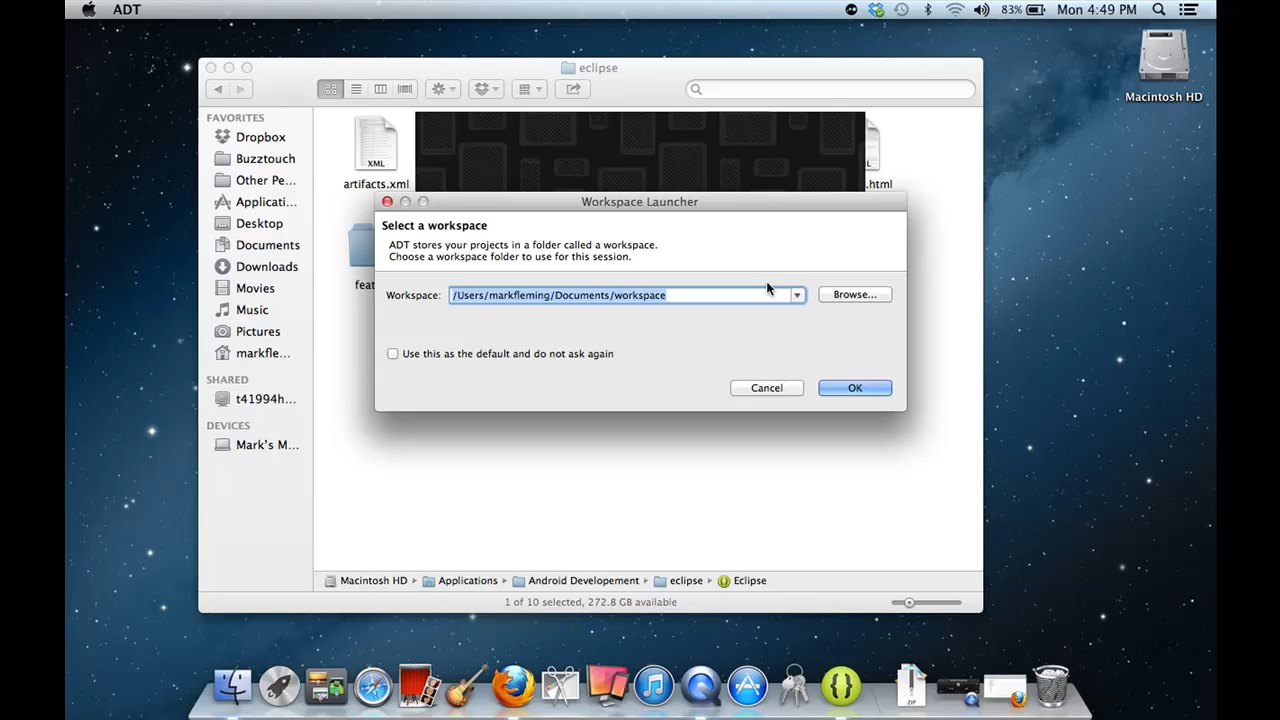 ADT
83%
Mon 4:49 PM
Macintosh HD
eclipse
FAVORITES
Dropbox
Buzztouch
Other Pe...
Applicati...
Desktop
Documents
Downloads
Movies
Music
Pictures
markfle...
SHARED
t41994h...
DEVICES
Mark's M...
XML
artifacts.xml
.html
feat
Workspace Launcher
Select a workspace
ADT stores your projects in a folder called a workspace.
Choose a workspace folder to use for this session.
Workspace: /Users/markfleming/Documents/workspace
Browse...
Use this as the default and do not ask again
Cancel
OK
Macintosh HD ▸ Applications ▸ Android Developement ▸ eclipse ▸ Eclipse
1 of 10 selected, 272.8 GB available
ZIP